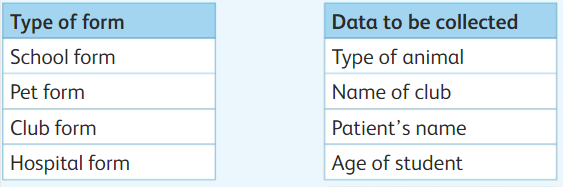 Type of form
School form
Pet form
Club form
Hospital form
Data to be collected
Type of animal
Name of club
Patient's name
Age of student